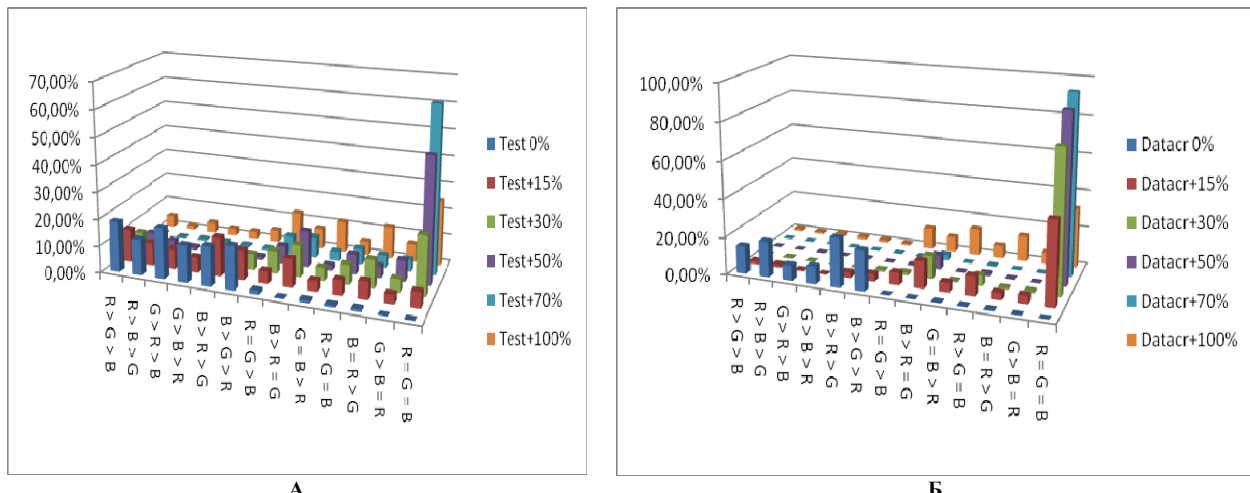 70,00%
60,00%
50,00%
40,00%
30,00%
20,00%
10,00%
0,00%
R > G > B
R > B > G
G > R > B
G > B > R
B > R > G
B > G > R
R = G > B
B > R = G
G = B > R
R > G = B
B = R > G
G > B = R
R = G = B
Test 0%
Test+15%
Test+30%
Test+50%
Test+70%
Test+100%
А
100,00%
80,00%
60,00%
40,00%
20,00%
0,00%
R > G > B
R > B > G
G > R > B
G > B > R
B > R > G
B > G > R
R = G > B
B > R = G
G = B > R
R > G = B
B = R > G
G > B = R
R = G = B
Datacr 0%
Datacr+15%
Datacr+30%
Datacr+50%
Datacr+70%
Datacr+100%
Б